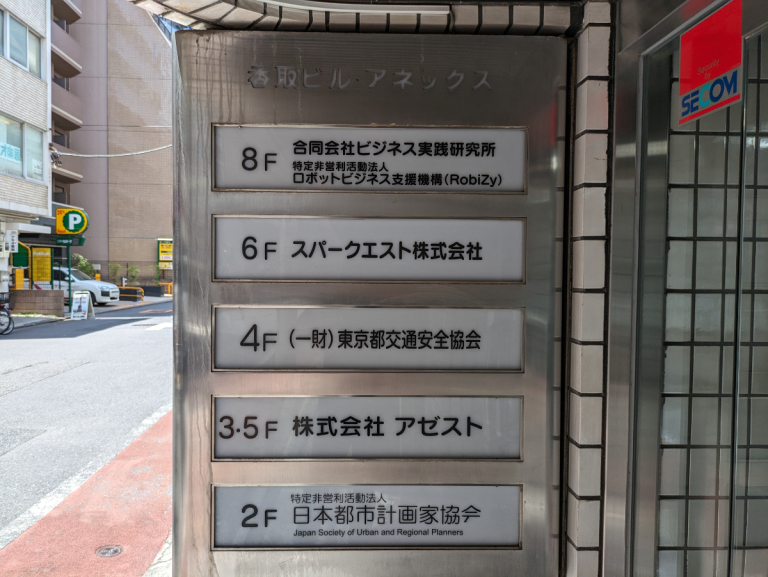 香取ビル・アネックス
8F 合同会社ビジネス実践研究所
特定非営利活動法人
ロボットビジネス支援機構(RobiZy)
6F スパークエスト株式会社
4F (一財)東京都交通安全協会
3・5F 株式会社 アゼスト
2F 特定非営利活動法人
日本都市計画家協会
Japan Society of Urban and Regional Planners
Secured by
SECOM
P